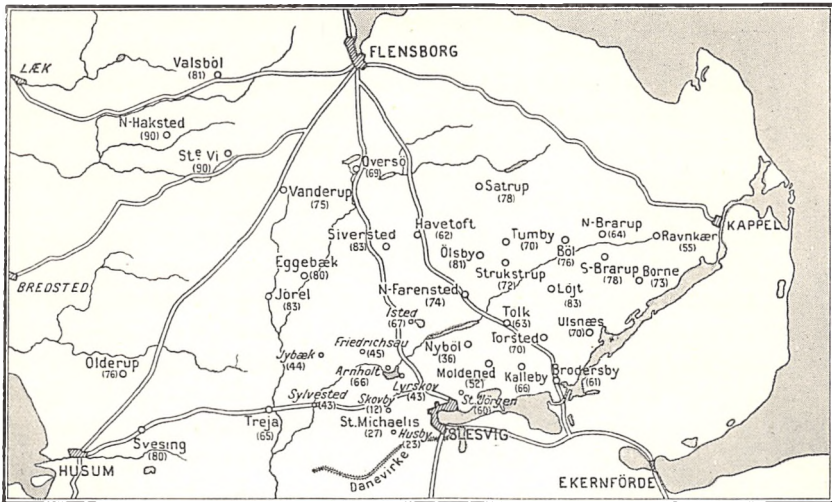 FLENSBORG
LÆK
Valsböl
(81)
N-Haksted
(90)
St.e Vi
(90)
Oversö
(69)
Vanderup
(75)
Satrup
(78)
Siversted
(83)
Havetoft
(62)
Tumby
(70)
N-Brarup
(64)
Böl
(76)
Ravnkær
(55)
KAPPEL
Ölsby
(81)
Strukstrup
(72)
S-Brarup
(78)
Borne
(73)
Eggebæk
(80)
BREDSTED
Jörel
(83)
N-Farensted
(74)
Löjt
(83)
Isted
(67)
Tolk
(63)
Ulsnæs
(70)
Torsted
(70)
Jybæk
(44)
Friedrichsau
(45)
Nyböl
(36)
Olderup
(76)
Arnholt
(66)
Moldened
(52)
Kalleby
(66)
Brodersby
(61)
Lyrskov
(43)
Sylvested
(43)
Skovby
(12)
St.Jörgen
(60)
Treja
(65)
St.Michaelis
(27)
Husby
(23)
SLESVIG
Svesing
(80)
HUSUM
Danevirke
EKERNFÖRDE